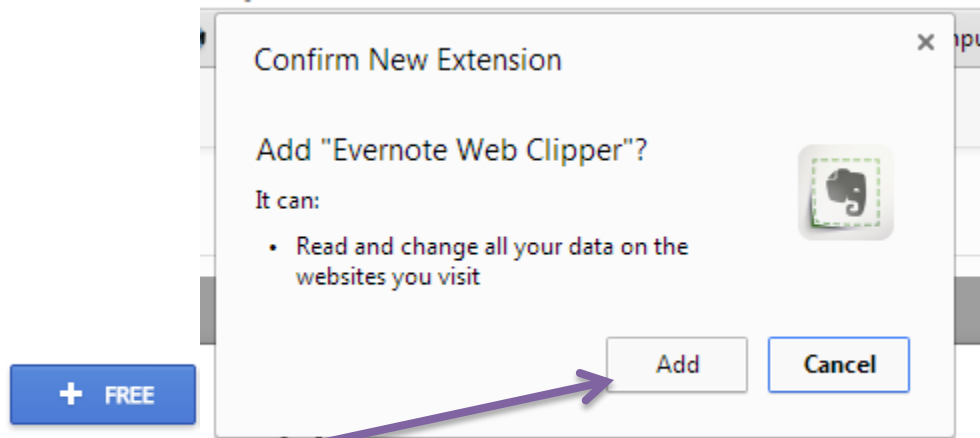 Confirm New Extension
Add "Evernote Web Clipper"?
It can:
• Read and change all your data on the
websites you visit
Add Cancel
+ FREE